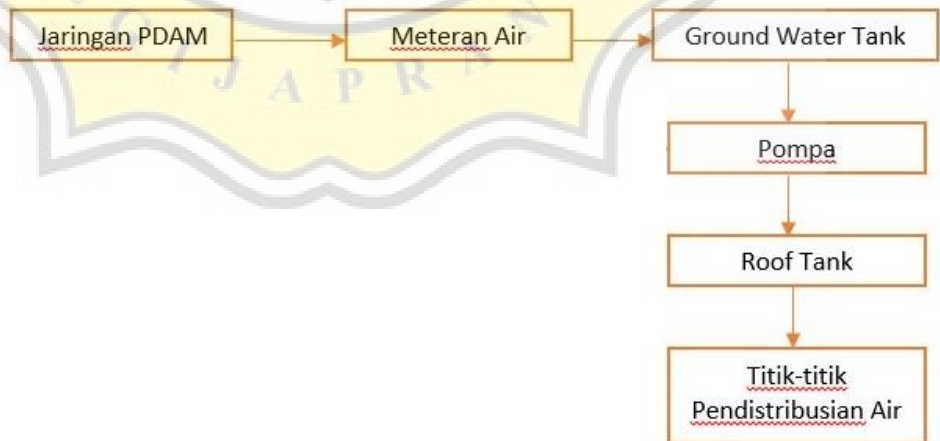 Jaringan PDAM
Meteran Air
Ground Water Tank
Pompa
Roof Tank
Titik-titik
Pendistribusian Air